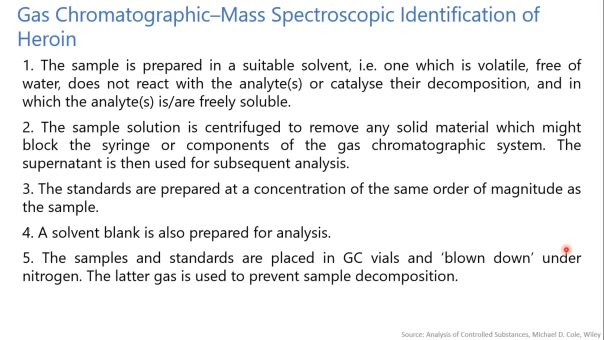 Gas Chromatographic–Mass Spectroscopic Identification of
Heroin
1. The sample is prepared in a suitable solvent, i.e. one which is volatile, free of
water, does not react with the analyte(s) or catalyse their decomposition, and in
which the analyte(s) is/are freely soluble.
2. The sample solution is centrifuged to remove any solid material which might
block the syringe or components of the gas chromatographic system. The
supernatant is then used for subsequent analysis.
3. The standards are prepared at a concentration of the same order of magnitude as
the sample.
4. A solvent blank is also prepared for analysis.
5. The samples and standards are placed in GC vials and ‘blown down’ under
nitrogen. The latter gas is used to prevent sample decomposition.
Source: Analysis of Controlled Substances, Michael D. Cole, Wiley